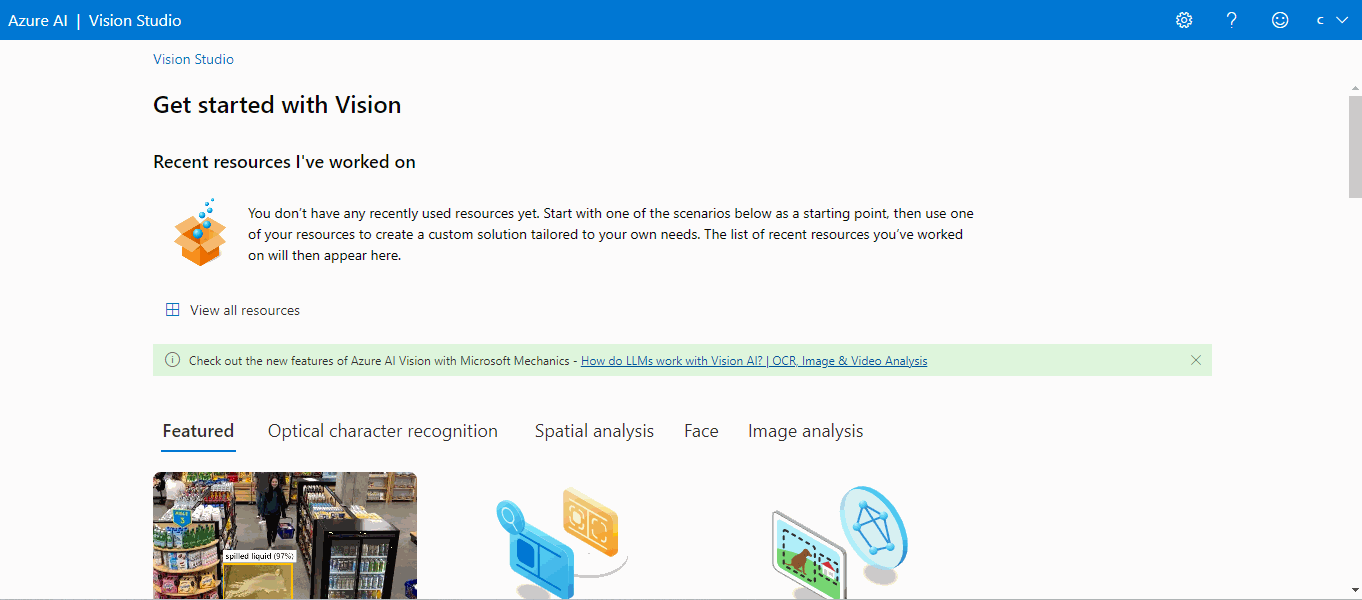 Azure AI | Vision Studio
c
Vision Studio
Get started with Vision
Recent resources I've worked on
You don’t have any recently used resources yet. Start with one of the scenarios below as a starting point, then use one
of your resources to create a custom solution tailored to your own needs. The list of recent resources you’ve worked
on will then appear here.
View all resources
Check out the new features of Azure AI Vision with Microsoft Mechanics - How do LLMs work with Vision AI? | OCR, Image & Video Analysis
Featured Optical character recognition Spatial analysis Face Image analysis
AISLE
3
spilled liquid (97%)